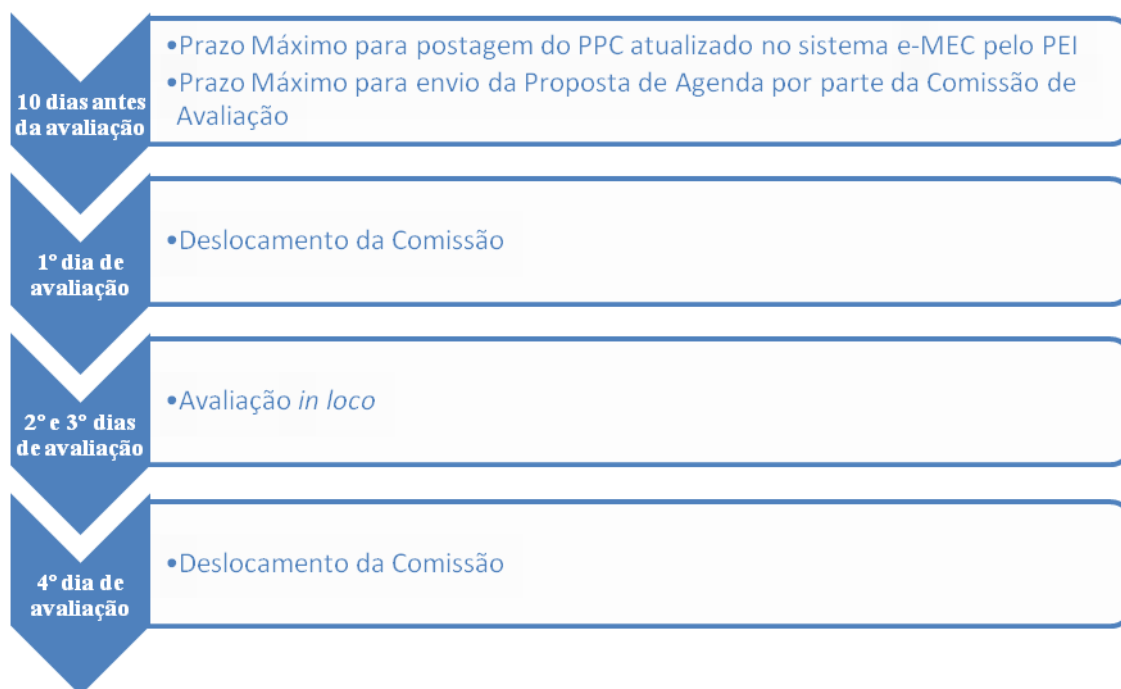 10 dias antes
da avaliação
•Prazo Máximo para postagem do PPC atualizado no sistema e-MEC pelo PEI
•Prazo Máximo para envio da Proposta de Agenda por parte da Comissão de
Avaliação
1º dia de
avaliação
•Deslocamento da Comissão
2º e 3º dias
de avaliação
•Avaliação in loco
4º dia de
avaliação
•Deslocamento da Comissão